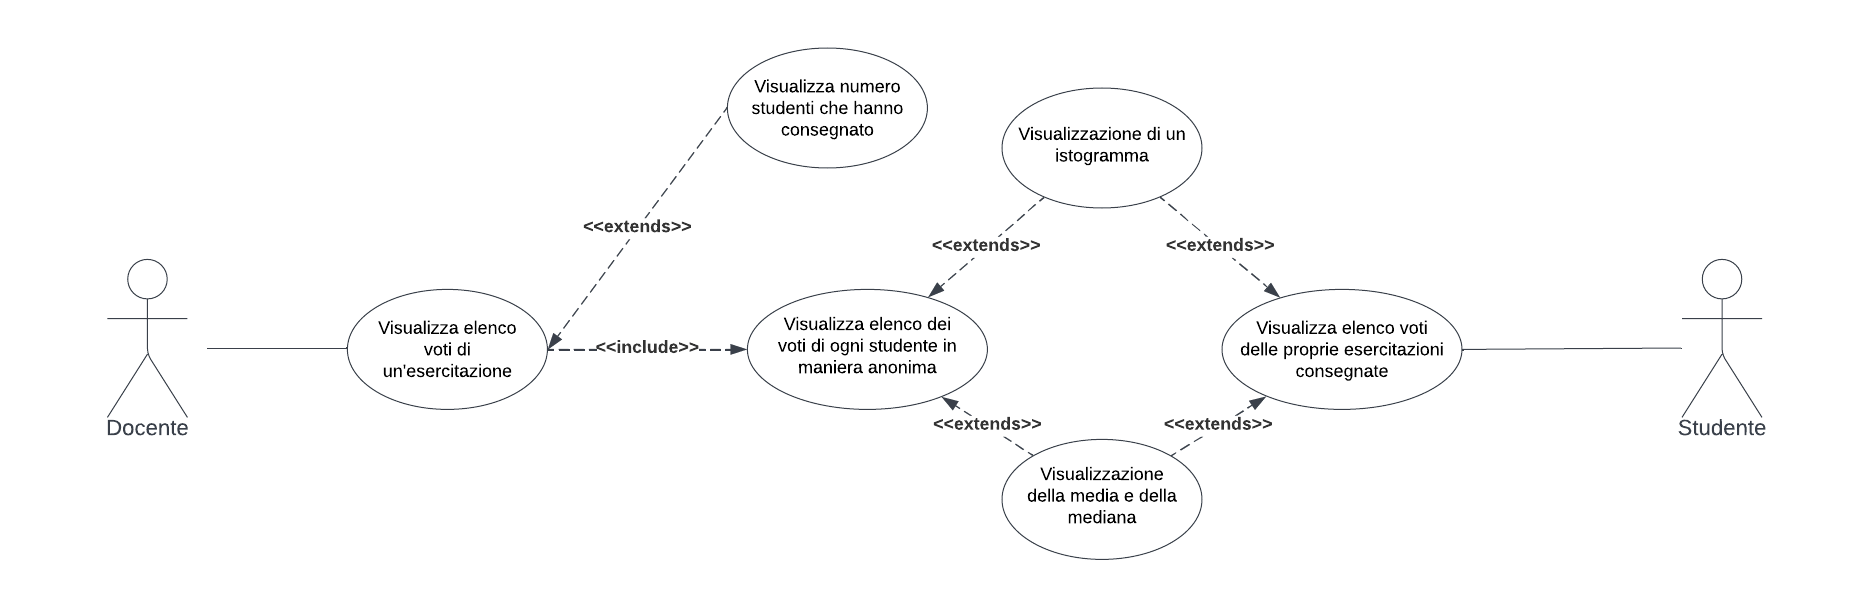 Visualizza numero
studenti che hanno
consegnato
Visualizzazione di un
istogramma
<<extends>>
<<extends>>
<<extends>>
Visualizza elenco
voti di
un'esercitazione
<<include>>
Visualizza elenco dei
voti di ogni studente in
maniera anonima
Visualizza elenco voti
delle proprie esercitazioni
consegnate
Docente
<<extends>>
<<extends>>
Studente
Visualizzazione
della media e della
mediana